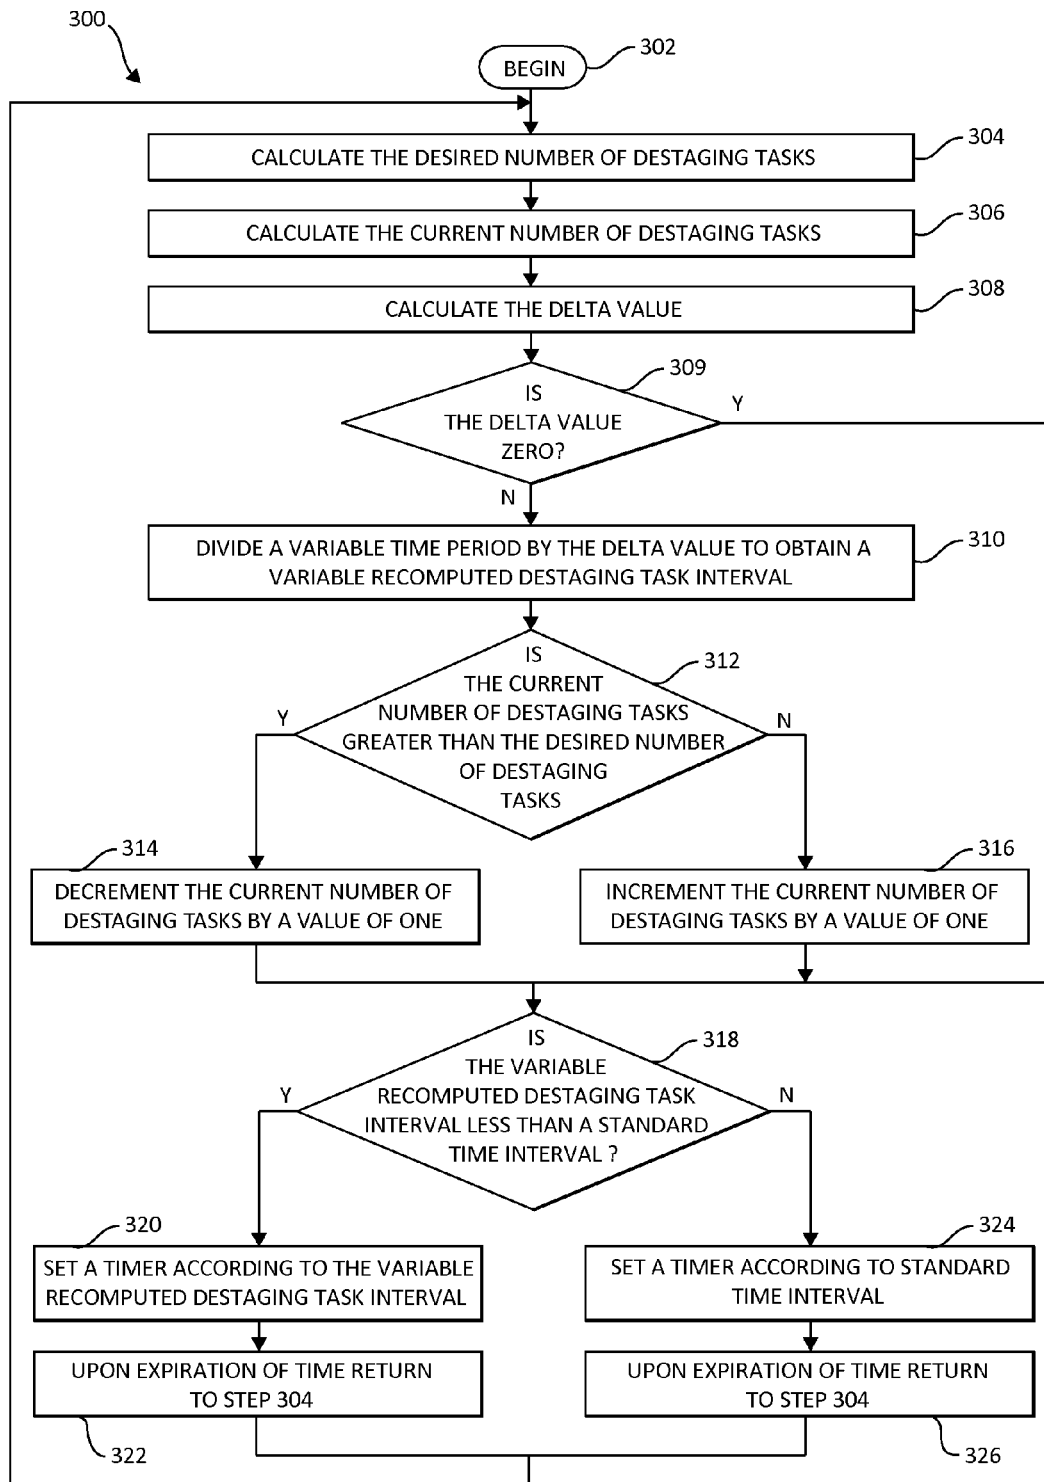 300
BEGIN
302
CALCULATE THE DESIRED NUMBER OF DESTAGING TASKS
304
CALCULATE THE CURRENT NUMBER OF DESTAGING TASKS
306
CALCULATE THE DELTA VALUE
308
309
IS
THE DELTA VALUE
ZERO?
Y
N
DIVIDE A VARIABLE TIME PERIOD BY THE DELTA VALUE TO OBTAIN A
VARIABLE RECOMPUTED DESTAGING TASK INTERVAL
310
IS
THE CURRENT
NUMBER OF DESTAGING TASKS
GREATER THAN THE DESIRED NUMBER
OF DESTAGING
TASKS
312
Y
N
314
DECREMENT THE CURRENT NUMBER OF
DESTAGING TASKS BY A VALUE OF ONE
316
INCREMENT THE CURRENT NUMBER OF
DESTAGING TASKS BY A VALUE OF ONE
IS
THE VARIABLE
RECOMPUTED DESTAGING TASK
INTERVAL LESS THAN A STANDARD
TIME INTERVAL ?
318
Y
N
320
SET A TIMER ACCORDING TO THE VARIABLE
RECOMPUTED DESTAGING TASK INTERVAL
324
SET A TIMER ACCORDING TO STANDARD
TIME INTERVAL
UPON EXPIRATION OF TIME RETURN
TO STEP 304
322
UPON EXPIRATION OF TIME RETURN
TO STEP 304
326